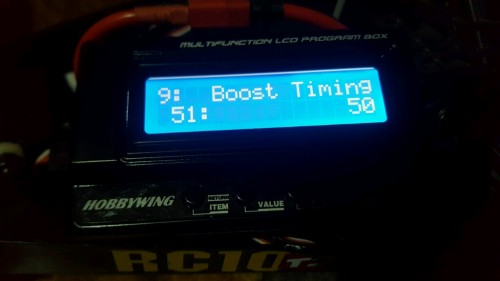 MULTIFUNCTION LCD PROGRAM BOX
9: Boost Timing
51: 50
HOBBYWING
ITEM VALUE
RC10